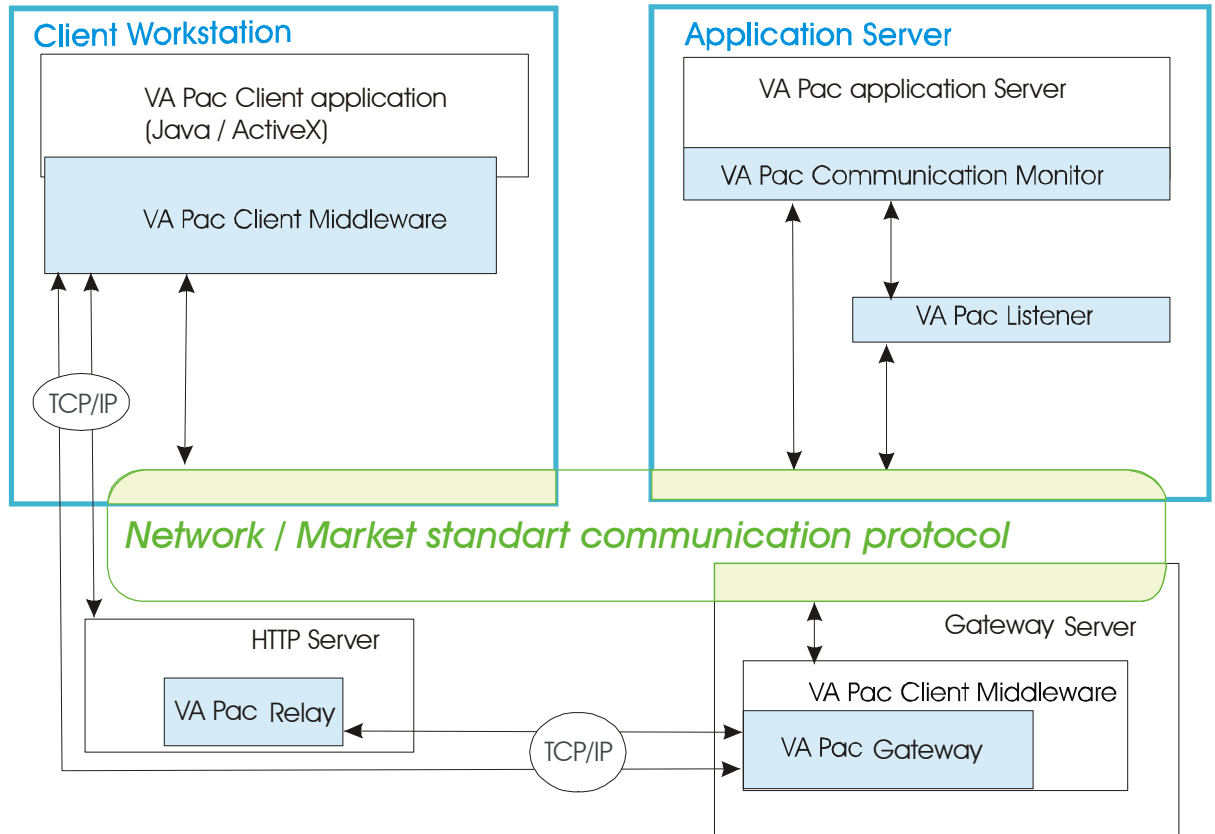 Client Workstation
VA Pac Client application
(Java / ActiveX)
VA Pac Client Middleware
TCP/IP
Application Server
VA Pac application Server
VA Pac Communication Monitor
VA Pac Listener
Network / Market standart communication protocol
HTTP Server
VA Pac Relay
TCP/IP
Gateway Server
VA Pac Client Middleware
VA Pac Gateway